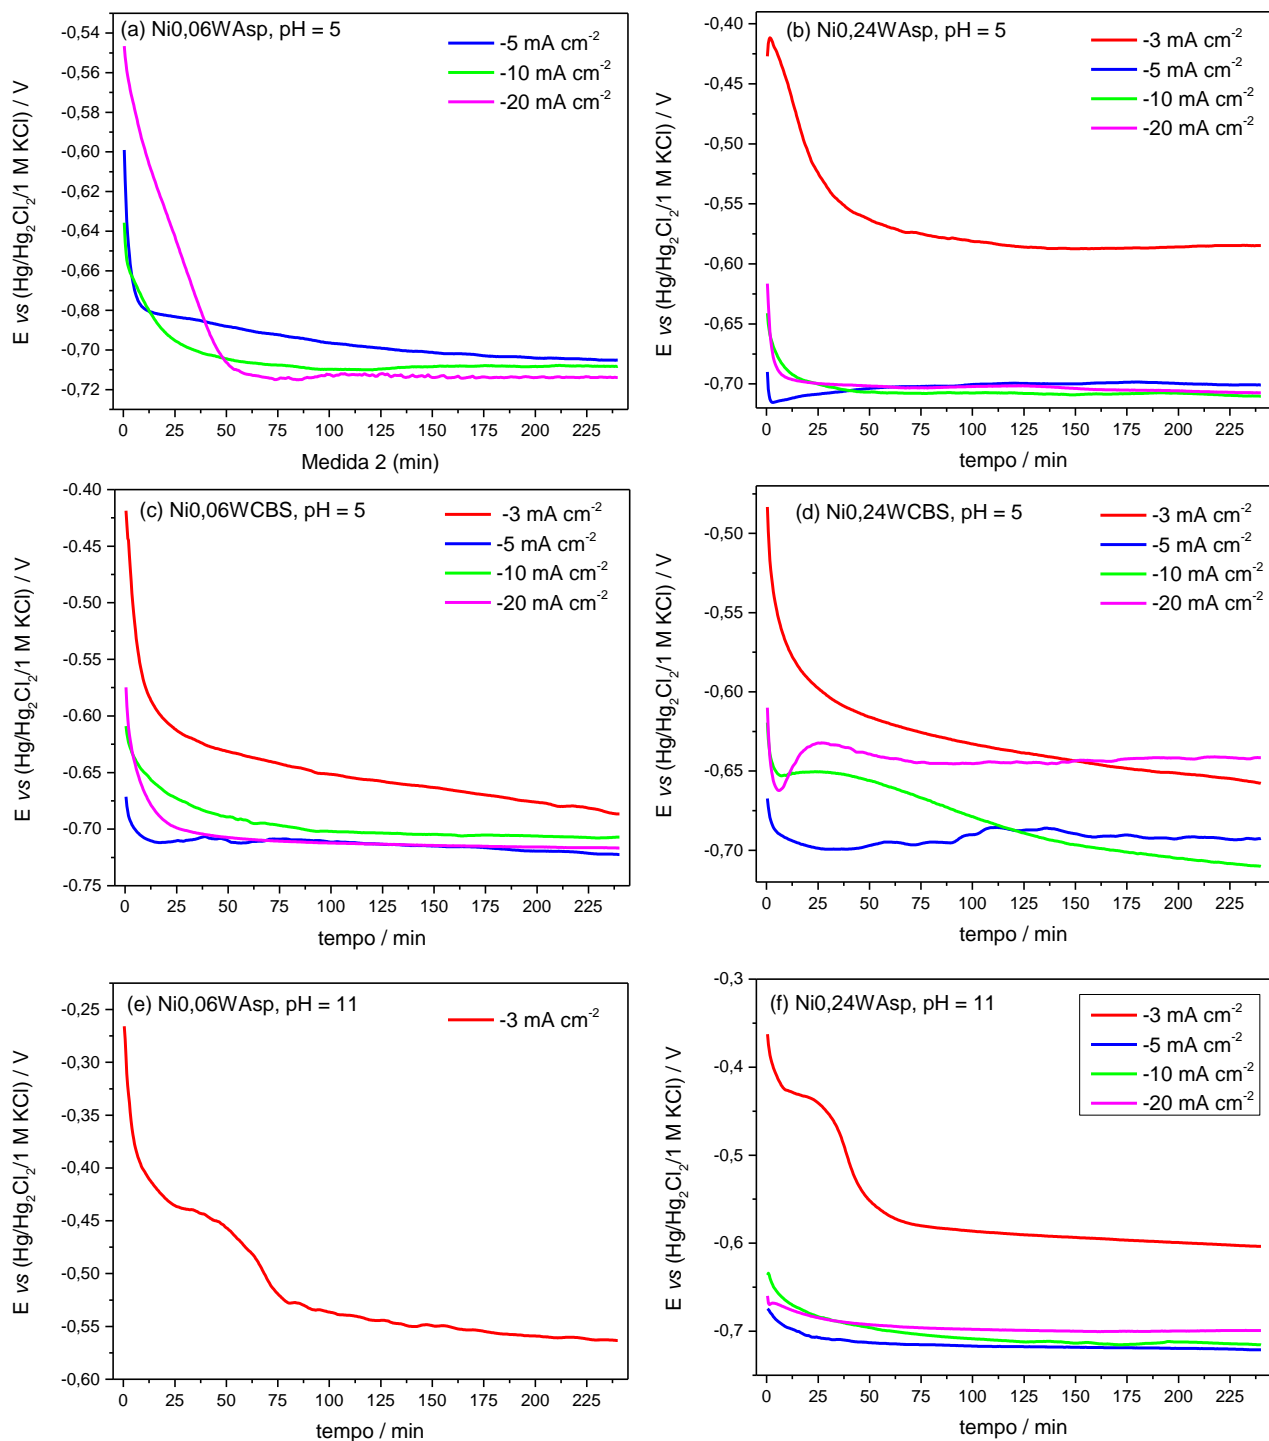 (a) Ni0,06WAsp, pH = 5
-5 mA cm-2
-10 mA cm-2
-20 mA cm-2
E vs (Hg/Hg2Cl2/1 M KCl) / V
-0,54
-0,56
-0,58
-0,60
-0,62
-0,64
-0,66
-0,68
-0,70
-0,72
0 25 50 75 100 125 150 175 200 225
Medida 2 (min)
(b) Ni0,24WAsp, pH = 5
-3 mA cm-2
-5 mA cm-2
-10 mA cm-2
-20 mA cm-2
E vs (Hg/Hg2Cl2/1 M KCl) / V
-0,40
-0,45
-0,50
-0,55
-0,60
-0,65
-0,70
0 25 50 75 100 125 150 175 200 225
tempo / min
(c) Ni0,06WCBS, pH = 5
-3 mA cm-2
-5 mA cm-2
-10 mA cm-2
-20 mA cm-2
E vs (Hg/Hg2Cl2/1 M KCl) / V
-0.40
-0.45
-0.50
-0.55
-0.60
-0.65
-0.70
-0.75
0 25 50 75 100 125 150 175 200 225
tempo / min
(d) Ni0,24WCBS, pH = 5
-3 mA cm-2
-5 mA cm-2
-10 mA cm-2
-20 mA cm-2
E vs (Hg/Hg2Cl2/1 M KCl) / V
-0,50
-0,55
-0,60
-0,65
-0,70
0 25 50 75 100 125 150 175 200 225
tempo / min
(e) Ni0,06WAsp, pH = 11
-3 mA cm-2
E vs (Hg/Hg2Cl2/1 M KCl) / V
-0,25
-0,30
-0,35
-0,40
-0,45
-0,50
-0,55
-0,60
0 25 50 75 100 125 150 175 200 225
tempo / min
(f) Ni0,24WAsp, pH = 11
-3 mA cm-2
-5 mA cm-2
-10 mA cm-2
-20 mA cm-2
E vs (Hg/Hg2Cl2/1 M KCl) / V
-0,3
-0,4
-0,5
-0,6
-0,7
0 25 50 75 100 125 150 175 200 225
tempo / min